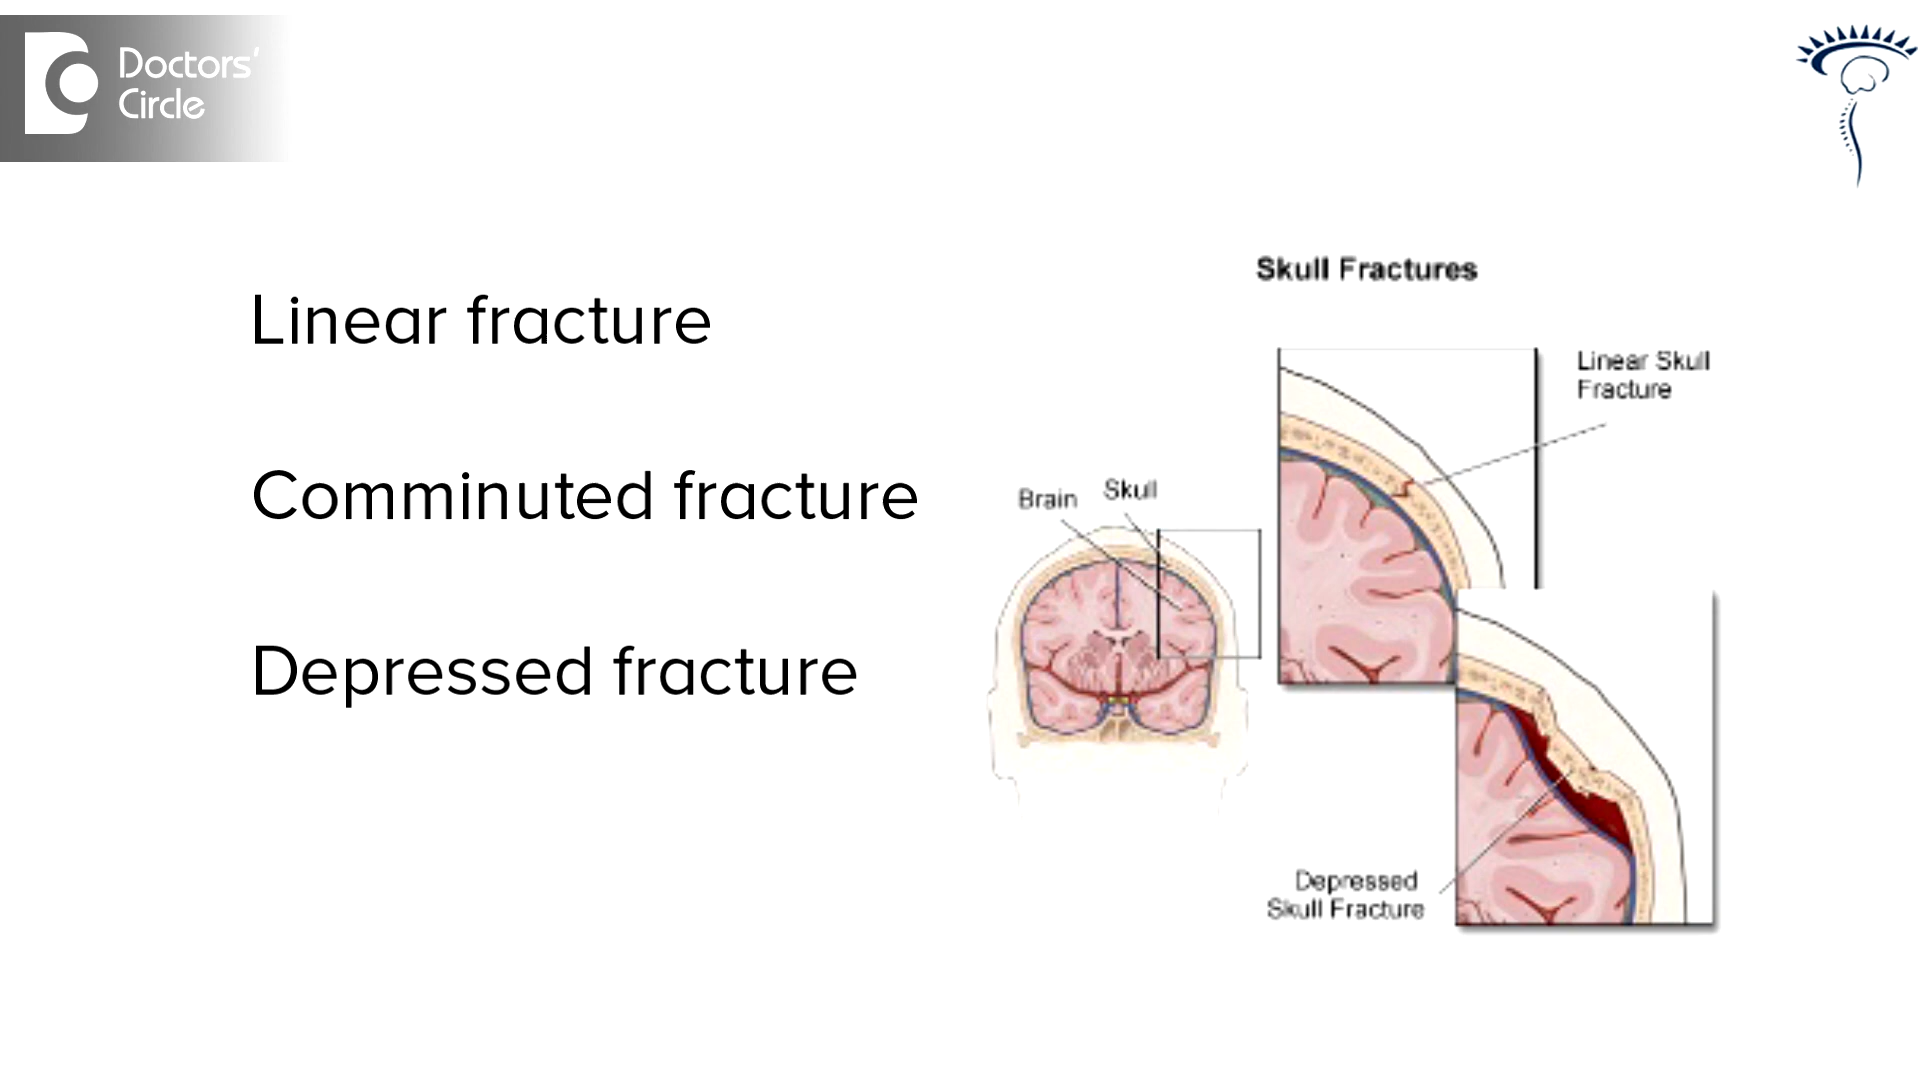 Doctors'
Circle
Linear fracture
Comminuted fracture
Depressed fracture
Skull Fractures
Linear Skull
Fracture
Brain
Skull
Depressed
Skull Fracture